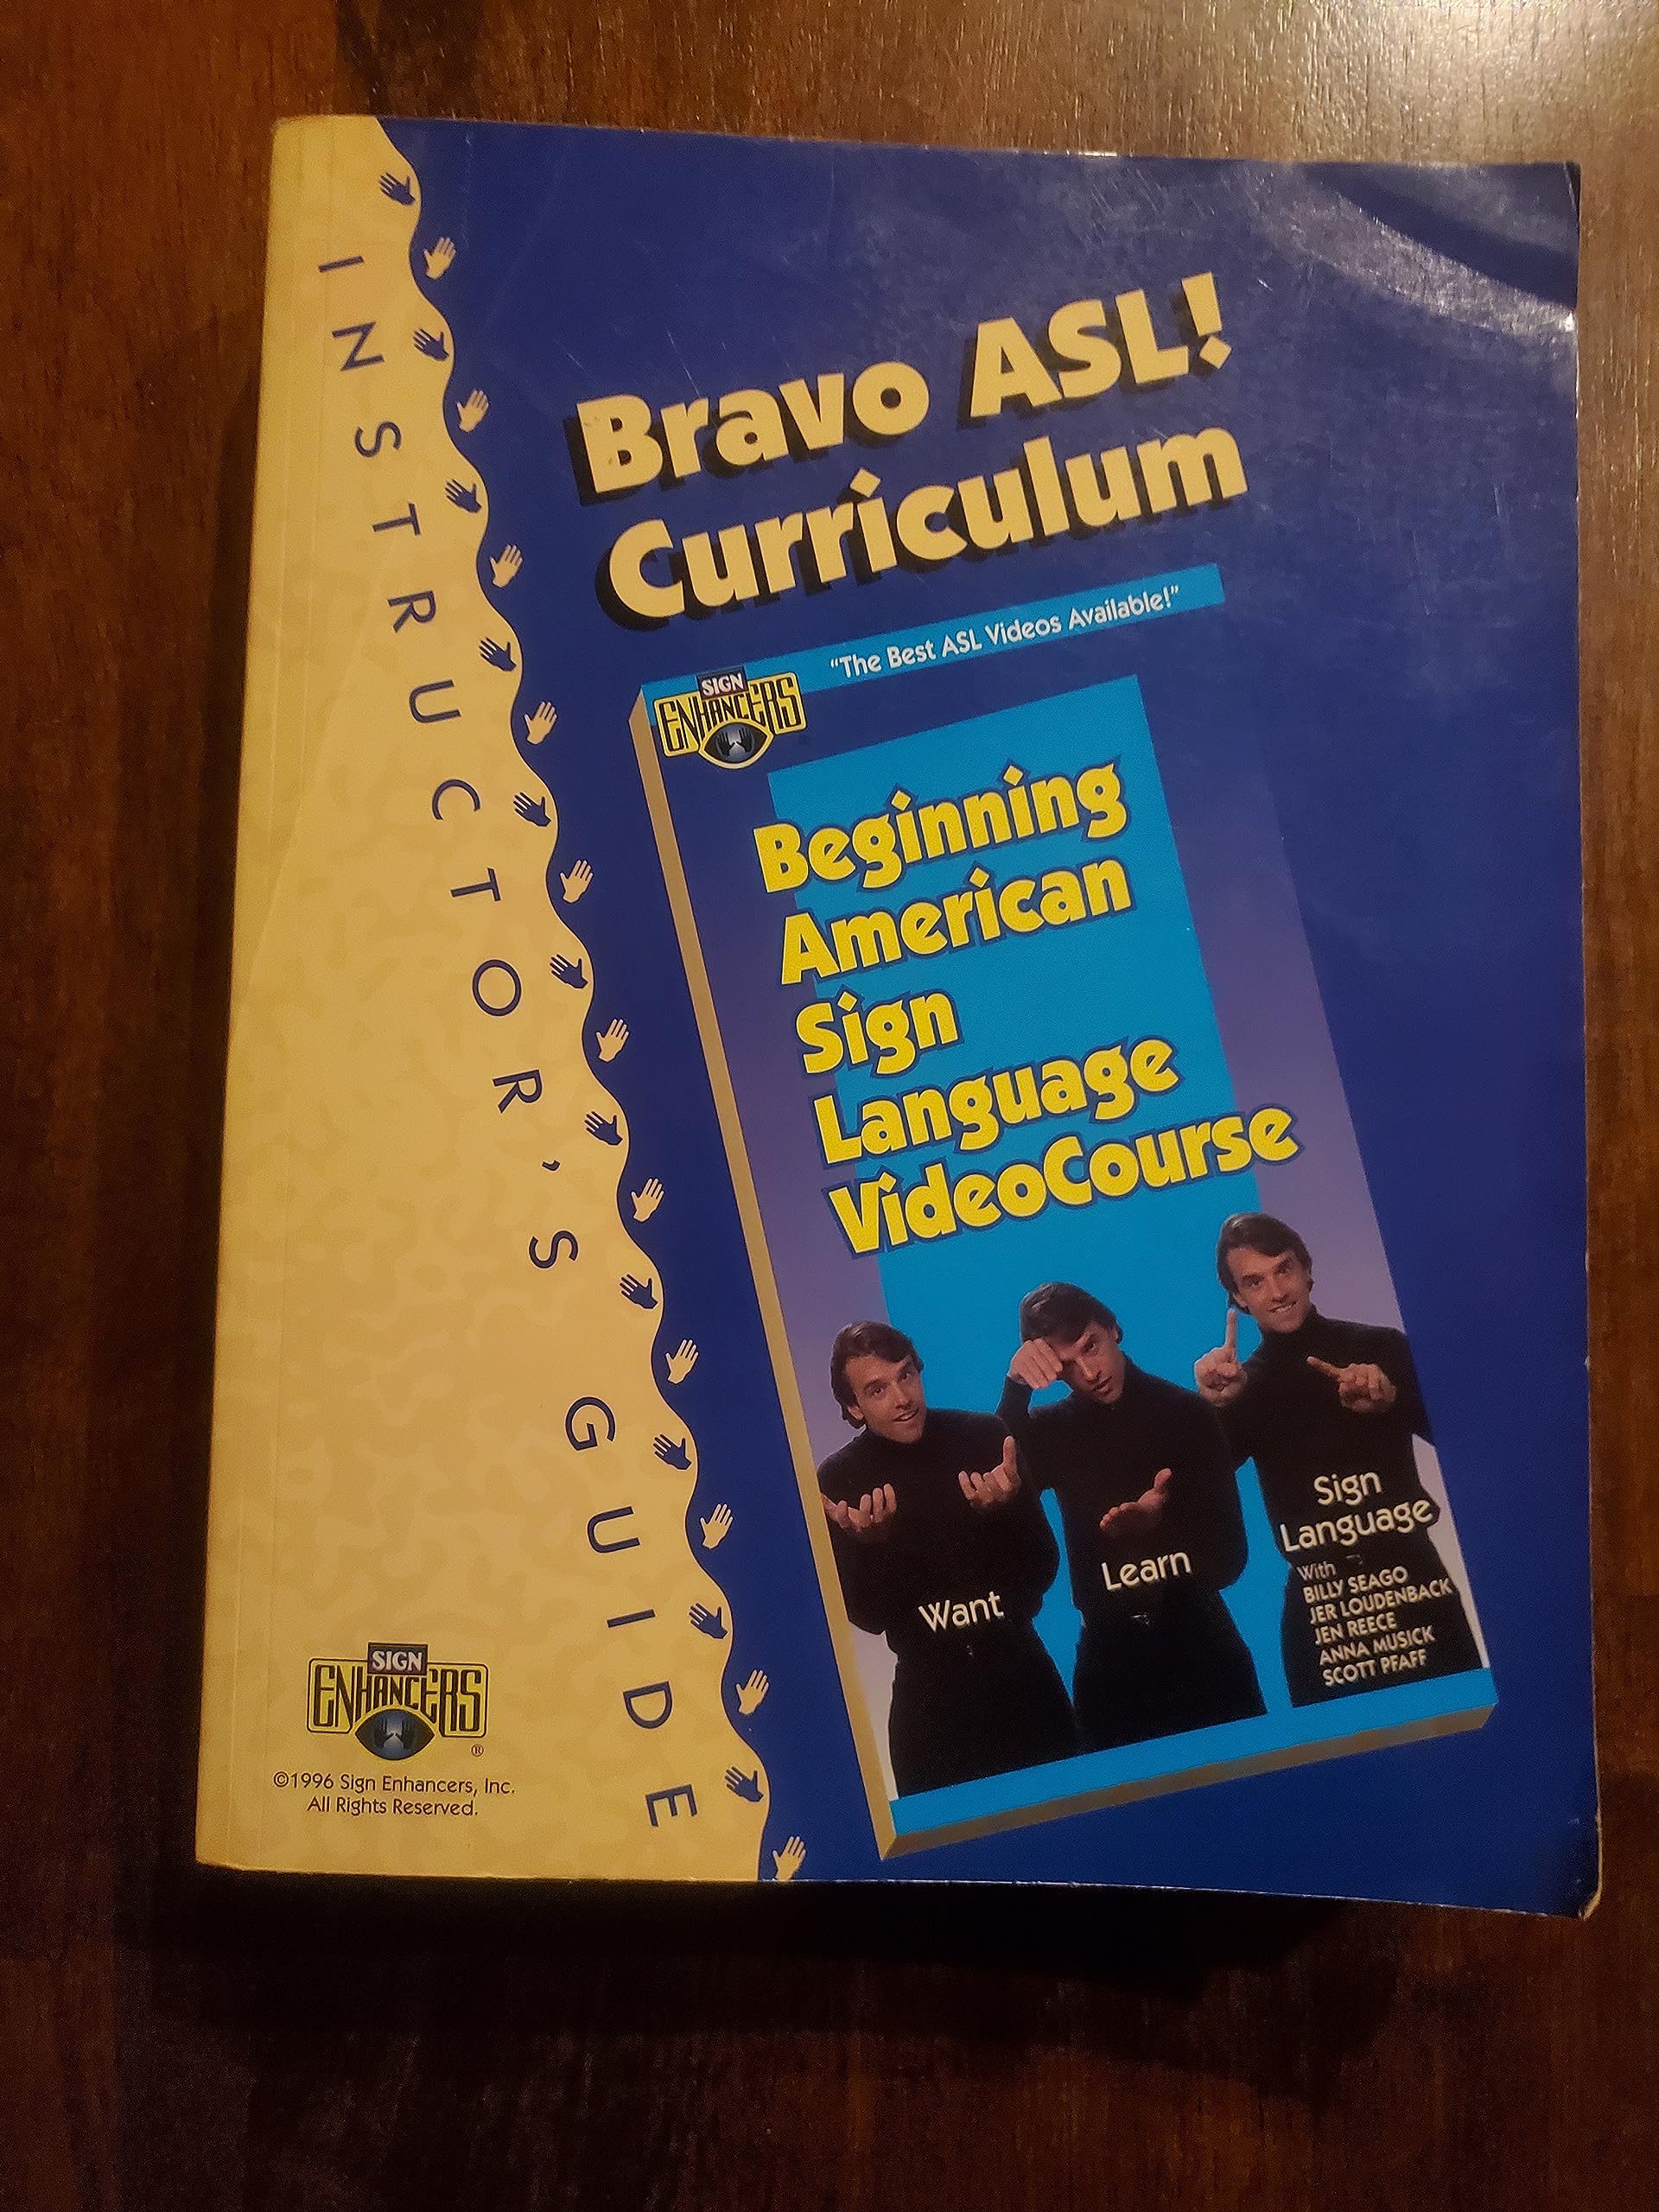 INSTRUCTOR'S GUIDE
Bravo ASL!
Curriculum
"The Best ASL Videos Available!"
SIGN
ENHANCERS
Beginning
American
Sign
Language
VideoCourse
Want
Learn
Sign
Language
With
BILLY SEAGO
JER LOUDENBACK
JEN REECE
ANNA MUSICK
SCOTT PFAFF
SIGN
ENHANCERS
®
©1996 Sign Enhancers, Inc.
All Rights Reserved.